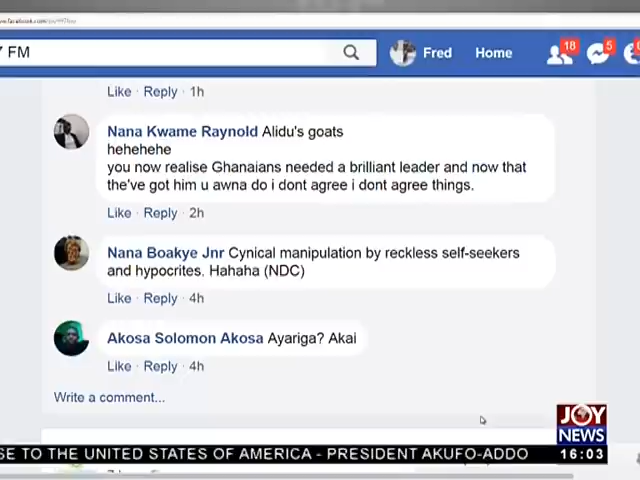 FM
Fred
Home
18
5
Like · Reply · 1h
Nana Kwame Raynold Alidu's goats
hehehehe
you now realise Ghanaians needed a brilliant leader and now that
the've got him u awna do i dont agree i dont agree things.
Like · Reply · 2h
Nana Boakye Jnr Cynical manipulation by reckless self-seekers
and hypocrites. Hahaha (NDC)
Like · Reply · 4h
Akosa Solomon Akosa Ayariga? Akai
Like · Reply · 4h
Write a comment...
JOY
NEWS
SE TO THE UNITED STATES OF AMERICA - PRESIDENT AKUFO-ADDO
16:03